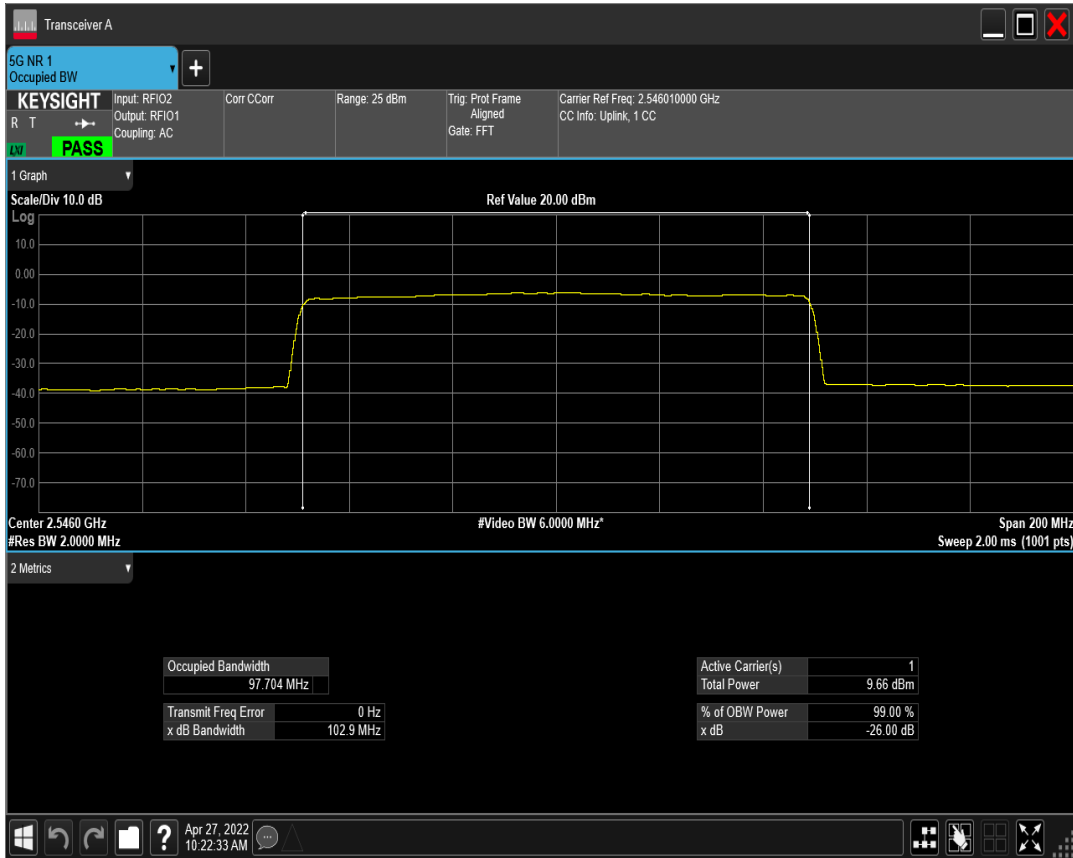 Transceiver A
5G NR 1
Occupied BW
KEYSIGHT
R T
LXI
PASS
Input: RFIO2
Output: RFIO1
Coupling: AC
Corr CCorr
Range: 25 dBm
Trig: Prot Frame
Aligned
Gate: FFT
Carrier Ref Freq: 2.546010000 GHz
CC Info: Uplink, 1 CC
1 Graph
Scale/Div 10.0 dB
Ref Value 20.00 dBm
Log
10.0
0.00
-10.0
-20.0
-30.0
-40.0
-50.0
-60.0
-70.0
Center 2.5460 GHz
#Video BW 6.0000 MHz*
Span 200 MHz
#Res BW 2.0000 MHz
Sweep 2.00 ms (1001 pts)
2 Metrics
Occupied Bandwidth
97.704 MHz
Transmit Freq Error 0 Hz
x dB Bandwidth 102.9 MHz
Active Carrier(s) 1
Total Power 9.66 dBm
% of OBW Power 99.00 %
x dB -26.00 dB
?
Apr 27, 2022
10:22:33 AM